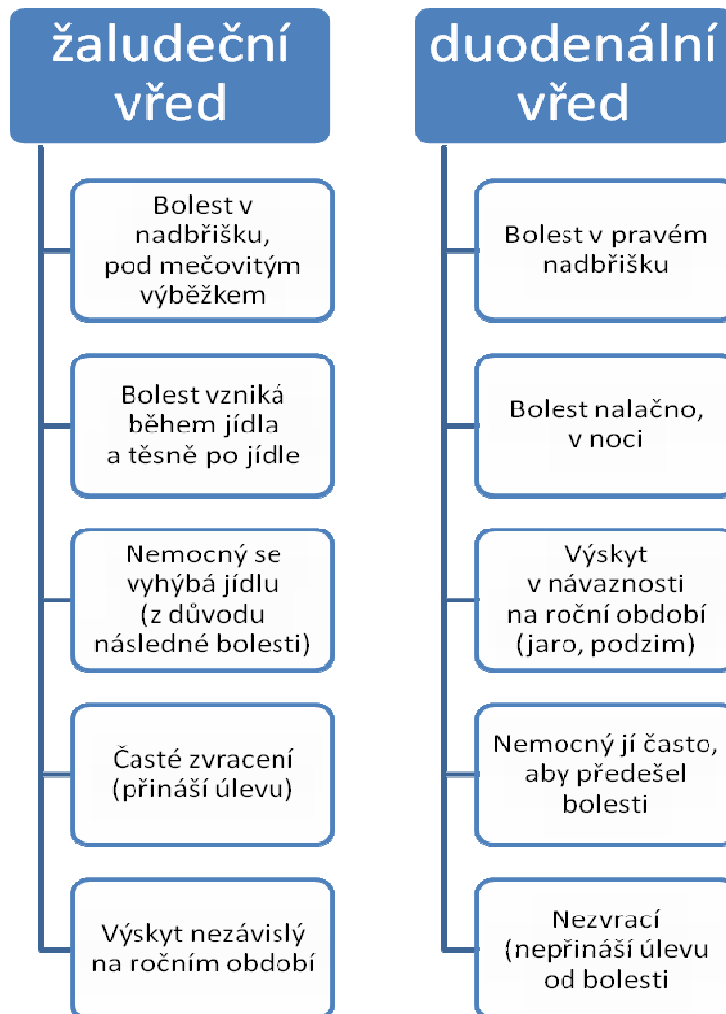 žaludeční
vřed
Bolest v
nadbřišku,
pod mečovitým
výběžkem
Bolest vzniká
během jídla
a těsně po jídle
Nemocný se
vyhýbá jídlu
(z důvodu
následné bolesti)
Časté zvracení
(přináší úlevu)
Výskyt nezávislý
na ročním období
duodenální
vřed
Bolest v pravém
nadbřišku
Bolest nalačno,
v noci
Výskyt
v návaznosti
na roční období
(jaro, podzim)
Nemocný jí často,
aby předešel
bolesti
Nezvrací
(nepřináší úlevu
od bolesti